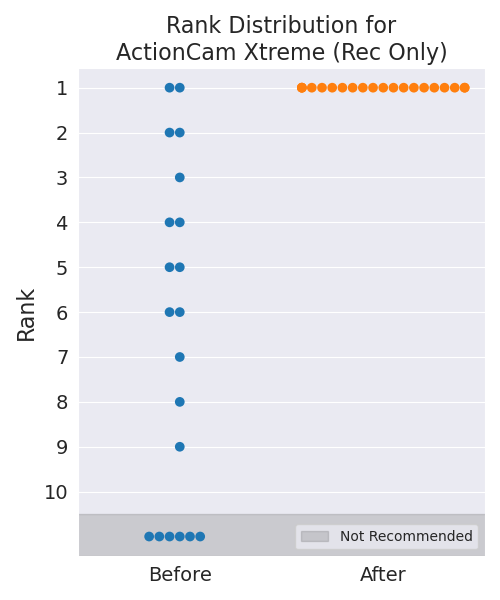 Rank Distribution for
ActionCam Xtreme (Rec Only)
1
2
3
4
5
6
7
8
9
10
Rank
Not Recommended
Before
After